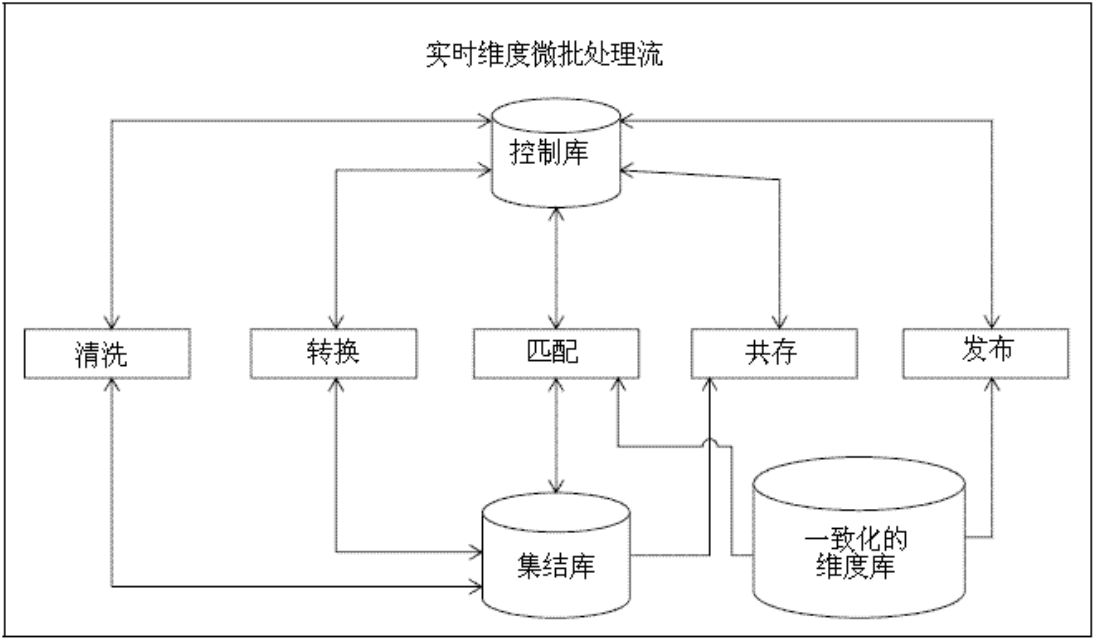 实时维度微批处理流
控制库
清洗
转换
匹配
共存
发布
集结库
一致化的
维度库